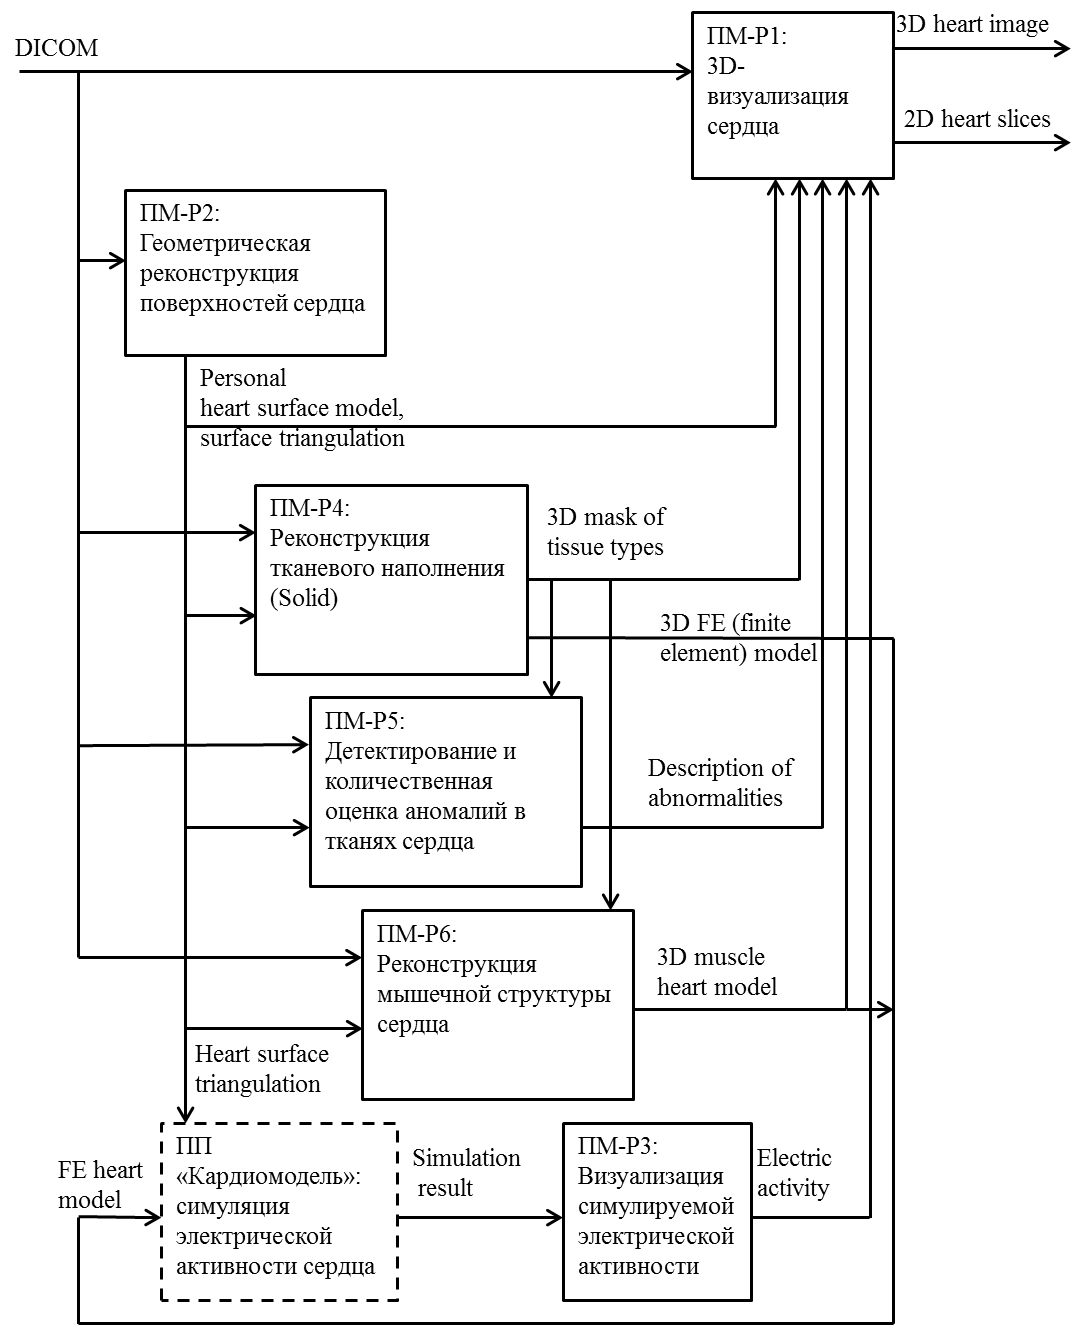 DICOM
ПМ-Р1:
3D-
визуализация
сердца
3D heart image
2D heart slices
ПМ-Р2:
Геометрическая
реконструкция
поверхностей сердца
Personal
heart surface model,
surface triangulation
ПМ-Р4:
Реконструкция
тканевого наполнения
(Solid)
3D mask of
tissue types
3D FE (finite
element) model
ПМ-Р5:
Детектирование и
количественная
оценка аномалий в
тканях сердца
Description of
abnormalities
ПМ-Р6:
Реконструкция
мышечной структуры
сердца
3D muscle
heart model
Heart surface
triangulation
FE heart
model
ПП
«Кардиомодель»:
симуляция
электрической
активности сердца
Simulation
result
ПМ-Р3:
Визуализация
симулируемой
электрической
активности
Electric
activity